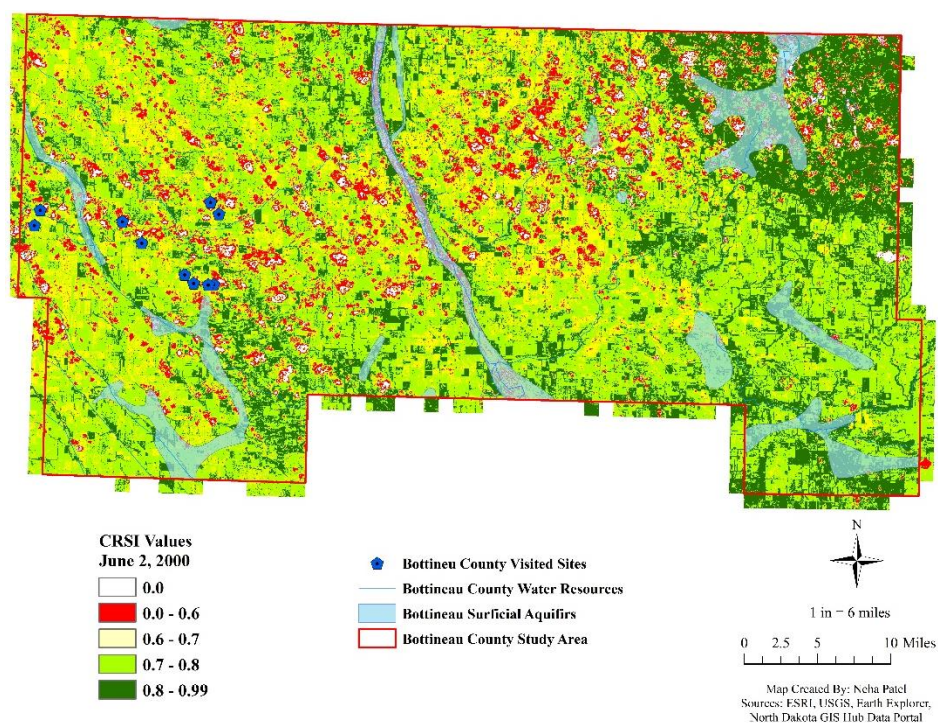 CRSI Values
June 2, 2000
0.0
0.0 - 0.6
0.6 - 0.7
0.7 - 0.8
0.8 - 0.99
Bottineu County Visited Sites
Bottineau County Water Resources
Bottineau Surficial Aquifirs
Bottineau County Study Area
N
1 in = 6 miles
0 2.5 5 10 Miles
Map Created By: Neha Patel
Sources: ESRI, USGS, Earth Explorer,
North Dakota GIS Hub Data Portal